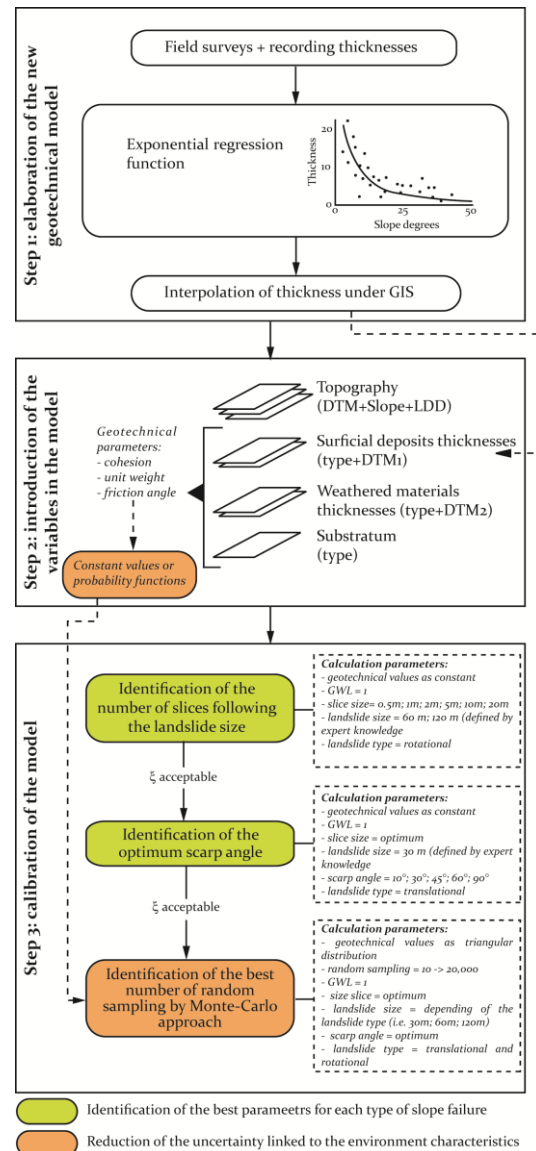 Step 1: elaboration of the new
geotechnical model
Field surveys + recording thicknesses
Exponential regression
function
Thickness
20
10
0
0
25
50
Slope degrees
Interpolation of thickness under GIS
Step 2: introduction of the
variables in the model
Geotechnical
parameters:
- cohesion
- unit weight
- friction angle
Constant values or
probability functions
Topography
(DTM+Slope+LDD)
Surficial deposits thicknesses
(type+DTM1)
Weathered materials
thicknesses (type+DTM2)
Substratum
(type)
Step 3: calibration of the model
Identification of the
number of slices following
the landslide size
Calculation parameters:
- geotechnical values as constant
- GWL = 1
- slice size= 0.5m; 1m; 2m; 5m; 10m; 20m
- landslide size = 60 m; 120 m (defined by
expert knowledge
- landslide type = rotational
ξ acceptable
Identification of the
optimum scarp angle
Calculation parameters:
- geotechnical values as constant
- GWL = 1
- slice size = optimum
- landslide size = 30 m (defined by expert
knowledge
- scarp angle = 10°; 30°; 45°; 60°; 90°
- landslide type = translational
ξ acceptable
Identification of the best
number of random
sampling by Monte-Carlo
approach
Calculation parameters:
- geotechnical values as triangular
distribution
- random sampling = 10 -> 20,000
- GWL = 1
- size slice = optimum
- landslide size = depending of the
landslide type (i.e. 30m; 60m; 120m)
- scarp angle = optimum
- landslide type = translational and
rotational
Identification of the best parameetrs for each type of slope failure
Reduction of the uncertainty linked to the environment characteristics